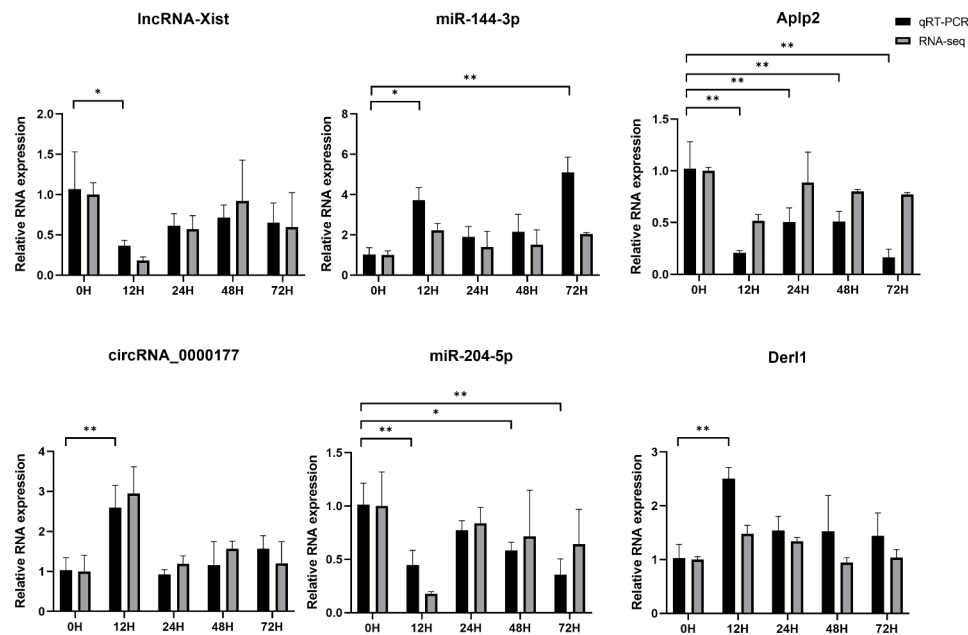 lncRNA-Xist
*
Relative RNA expression
2.0
1.5
1.0
0.5
0.0
0H 12H 24H 48H 72H
miR-144-3p
**
*
Relative RNA expression
8
6
4
2
0
0H 12H 24H 48H 72H
Aplp2
qRT-PCR
RNA-seq
**
**
**
**
Relative RNA expression
1.5
1.0
0.5
0.0
0H 12H 24H 48H 72H
circRNA_0000177
**
Relative RNA expression
4
3
2
1
0
0H 12H 24H 48H 72H
miR-204-5p
**
*
**
Relative RNA expression
1.5
1.0
0.5
0.0
0H 12H 24H 48H 72H
Derl1
**
Relative RNA expression
3
2
1
0
0H 12H 24H 48H 72H